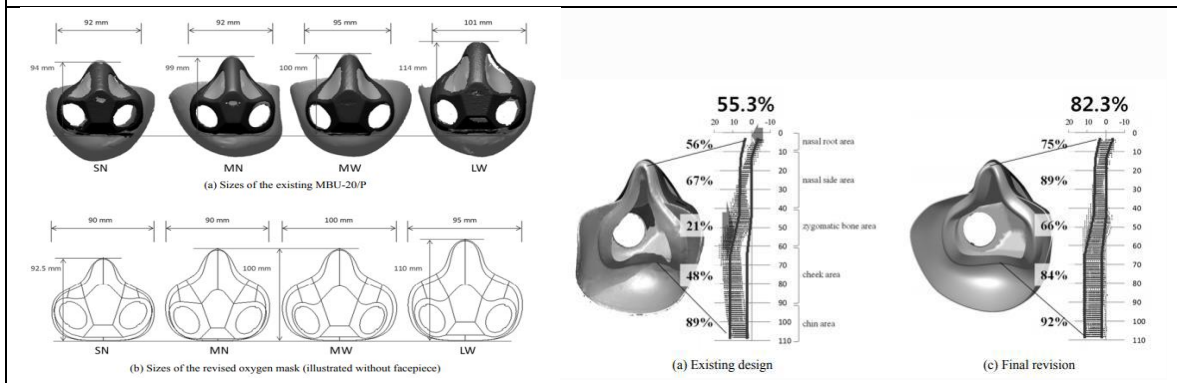 92 mm
92 mm
95 mm
101 mm
94 mm
99 mm
100 mm
114 mm
SN
MN
MW
LW
(a) Sizes of the existing MBU-20/P
90 mm
90 mm
100 mm
95 mm
92.5 mm
100 mm
110 mm
SN
MN
MW
LW
(b) Sizes of the revised oxygen mask (illustrated without facepiece)
55.3%
20 10 0 -10
0
10
20
30
40
50
60
70
80
90
100
110
56%
67%
21%
48%
89%
nasal root area
nasal side area
zygomatic bone area
cheek area
chin area
(a) Existing design
82.3%
20 10 0 -10
0
10
20
30
40
50
60
70
80
90
100
110
75%
89%
66%
84%
92%
(c) Final revision